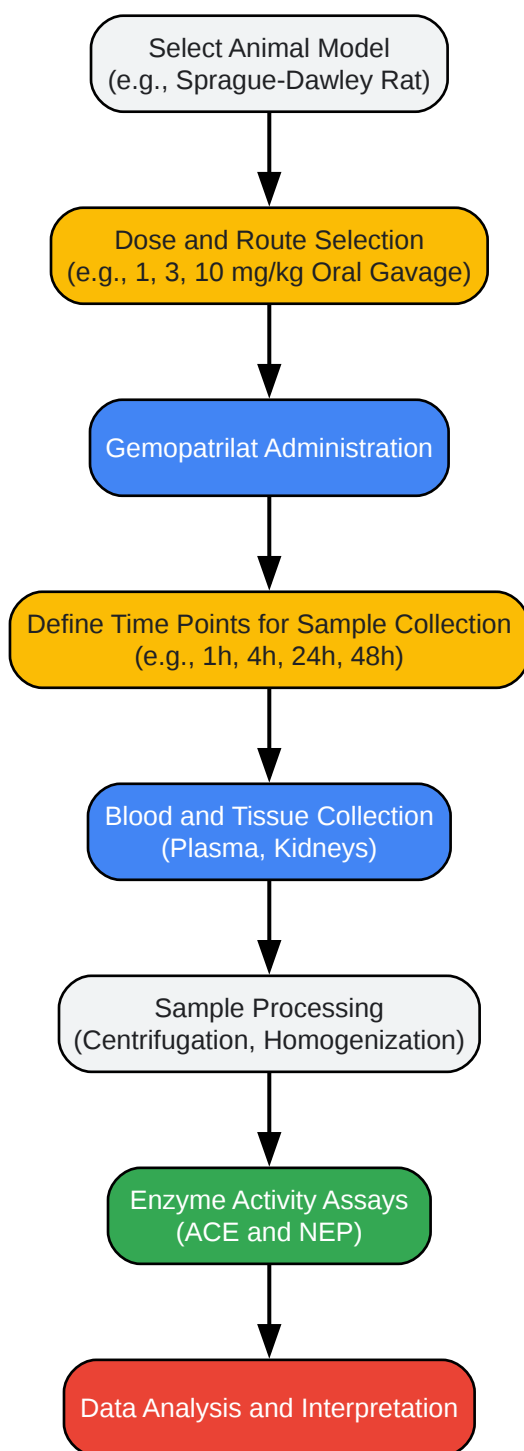 Select Animal Model
(e.g., Sprague-Dawley Rat)
Dose and Route Selection
(e.g., 1, 3, 10 mg/kg Oral Gavage)
Gemopatrilat Administration
Define Time Points for Sample Collection
(e.g., 1h, 4h, 24h, 48h)
Blood and Tissue Collection
(Plasma, Kidneys)
Sample Processing
(Centrifugation, Homogenization)
Enzyme Activity Assays
(ACE and NEP)
Data Analysis and Interpretation